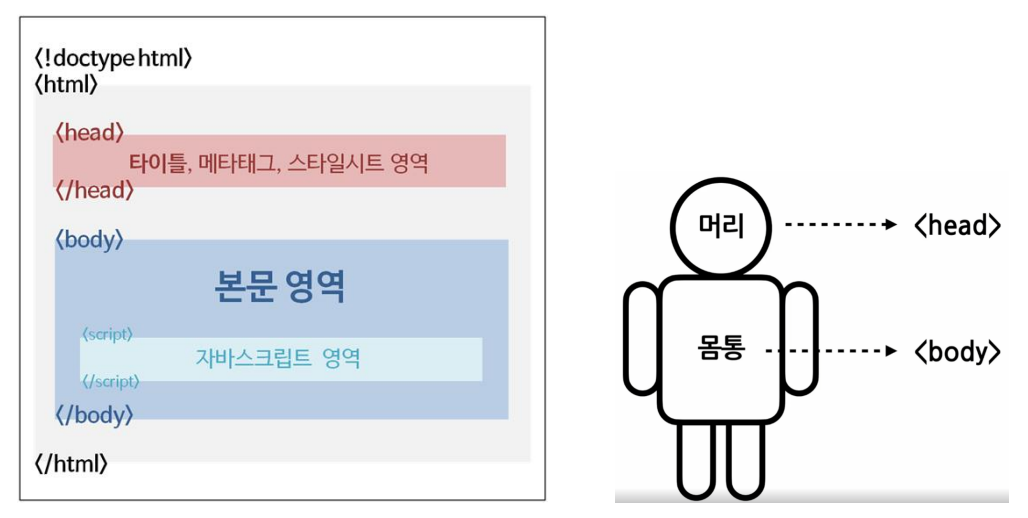 <!doctype html>
<html>
<head>
타이틀, 메타태그, 스타일시트 영역
</head>
<body>
본문 영역
<script>
자바스크립트 영역
</script>
</body>
</html>
머리
<head>
몸통
<body>